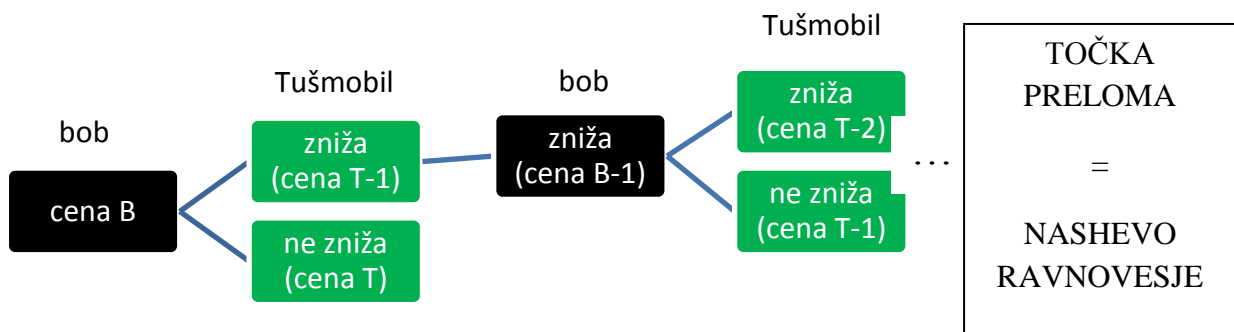 bob
cena B
Tušmobil
zniža
(cena T-1)
ne zniža
(cena T)
bob
zniža
(cena B-1)
Tušmobil
zniža
(cena T-2)
ne zniža
(cena T-1)
...
TOČKA
PRELOMA
=
NASHEVO
RAVNOVESJE